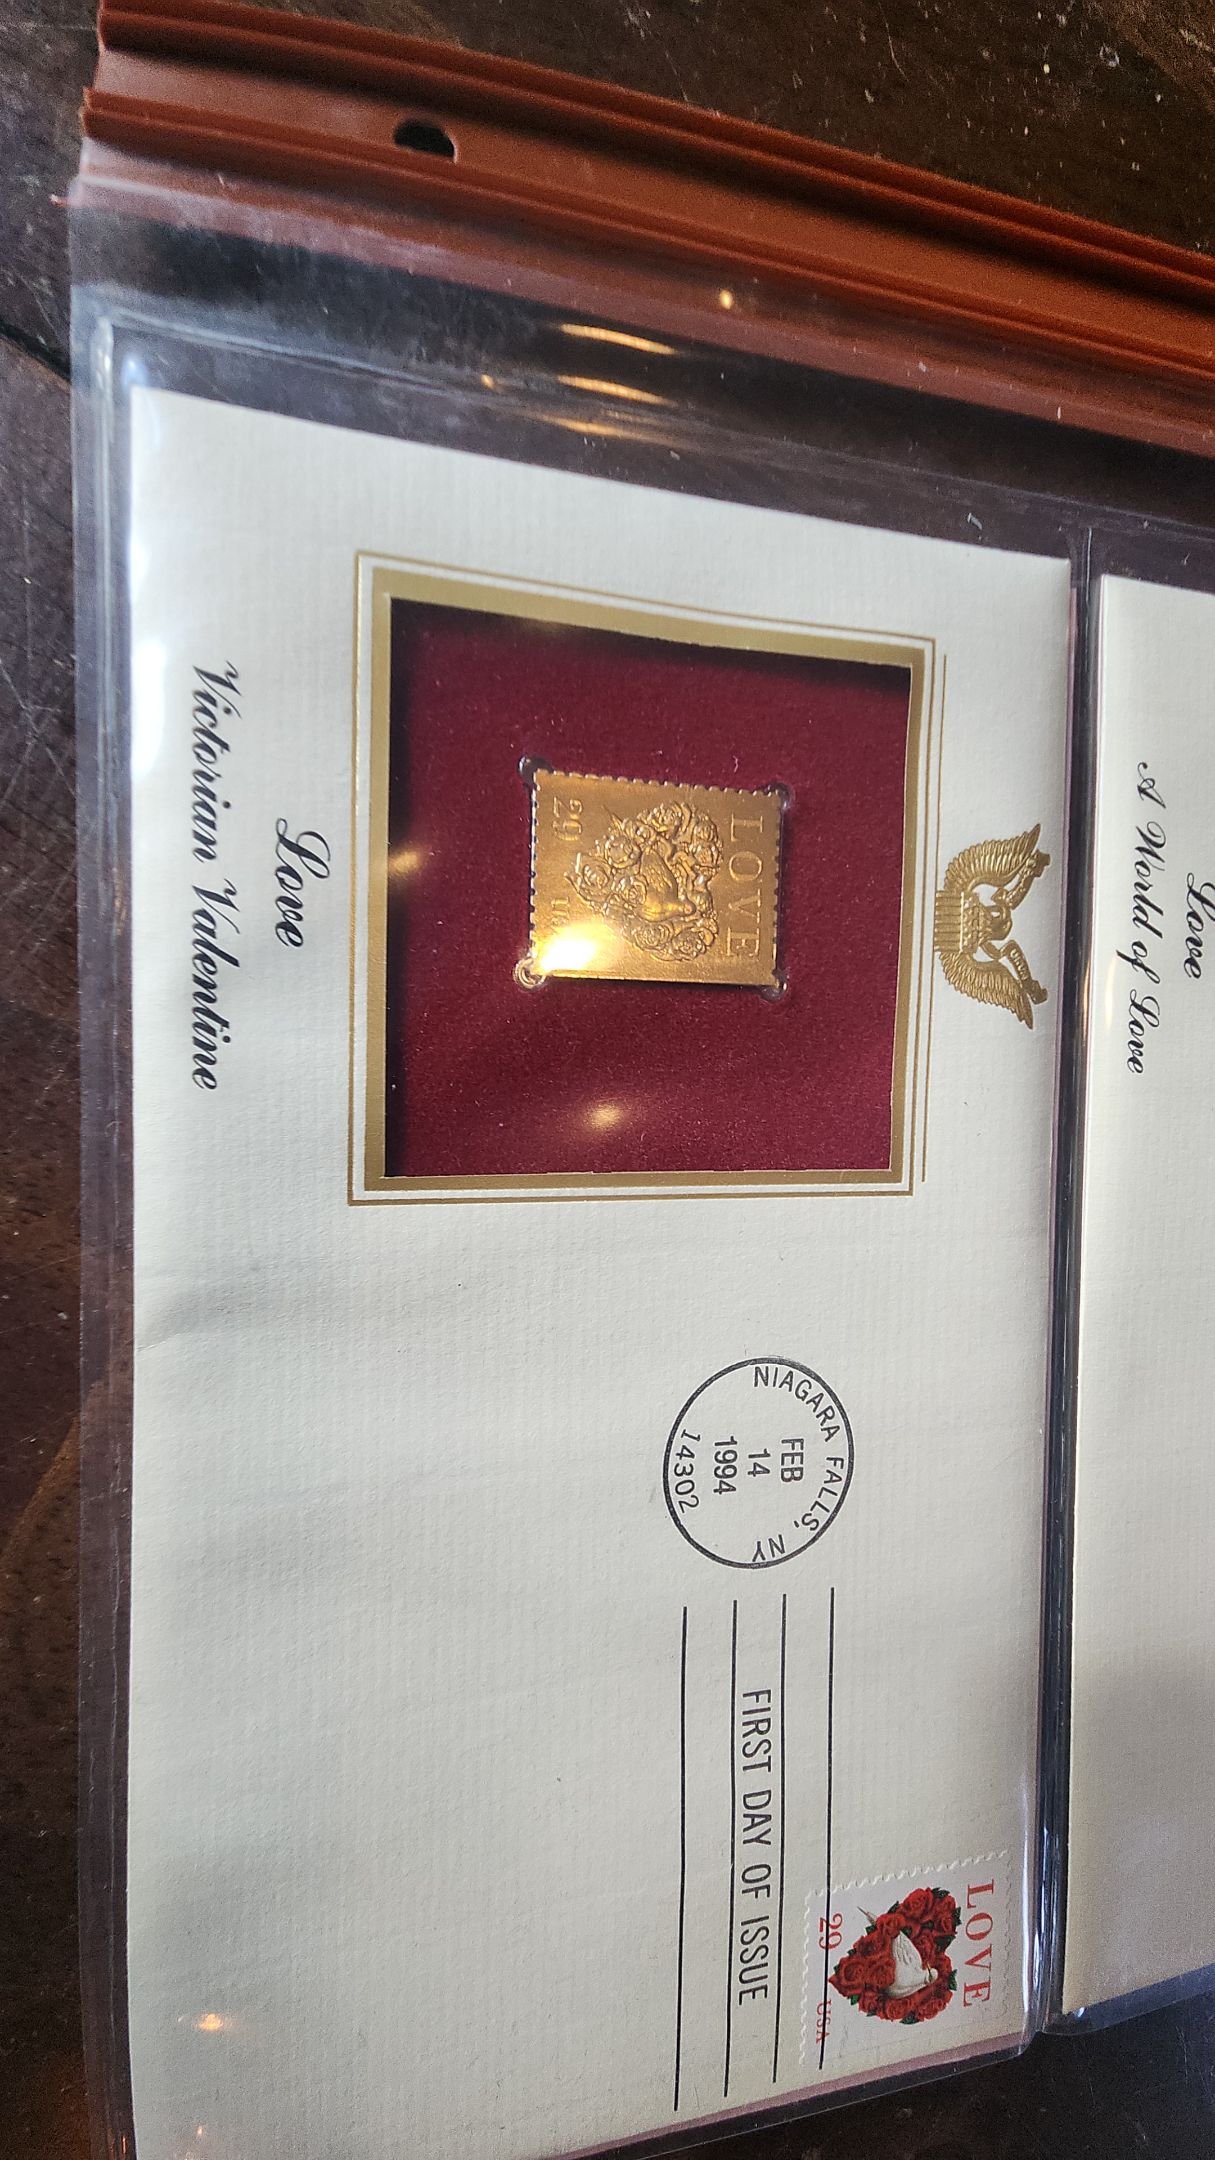 Love
A World of Love
LOVE
29
USA
Love
Victorian Valentine
NIAGARA FALLS, NY
FEB
14
1994
14302
FIRST DAY OF ISSUE
LOVE
29 USA